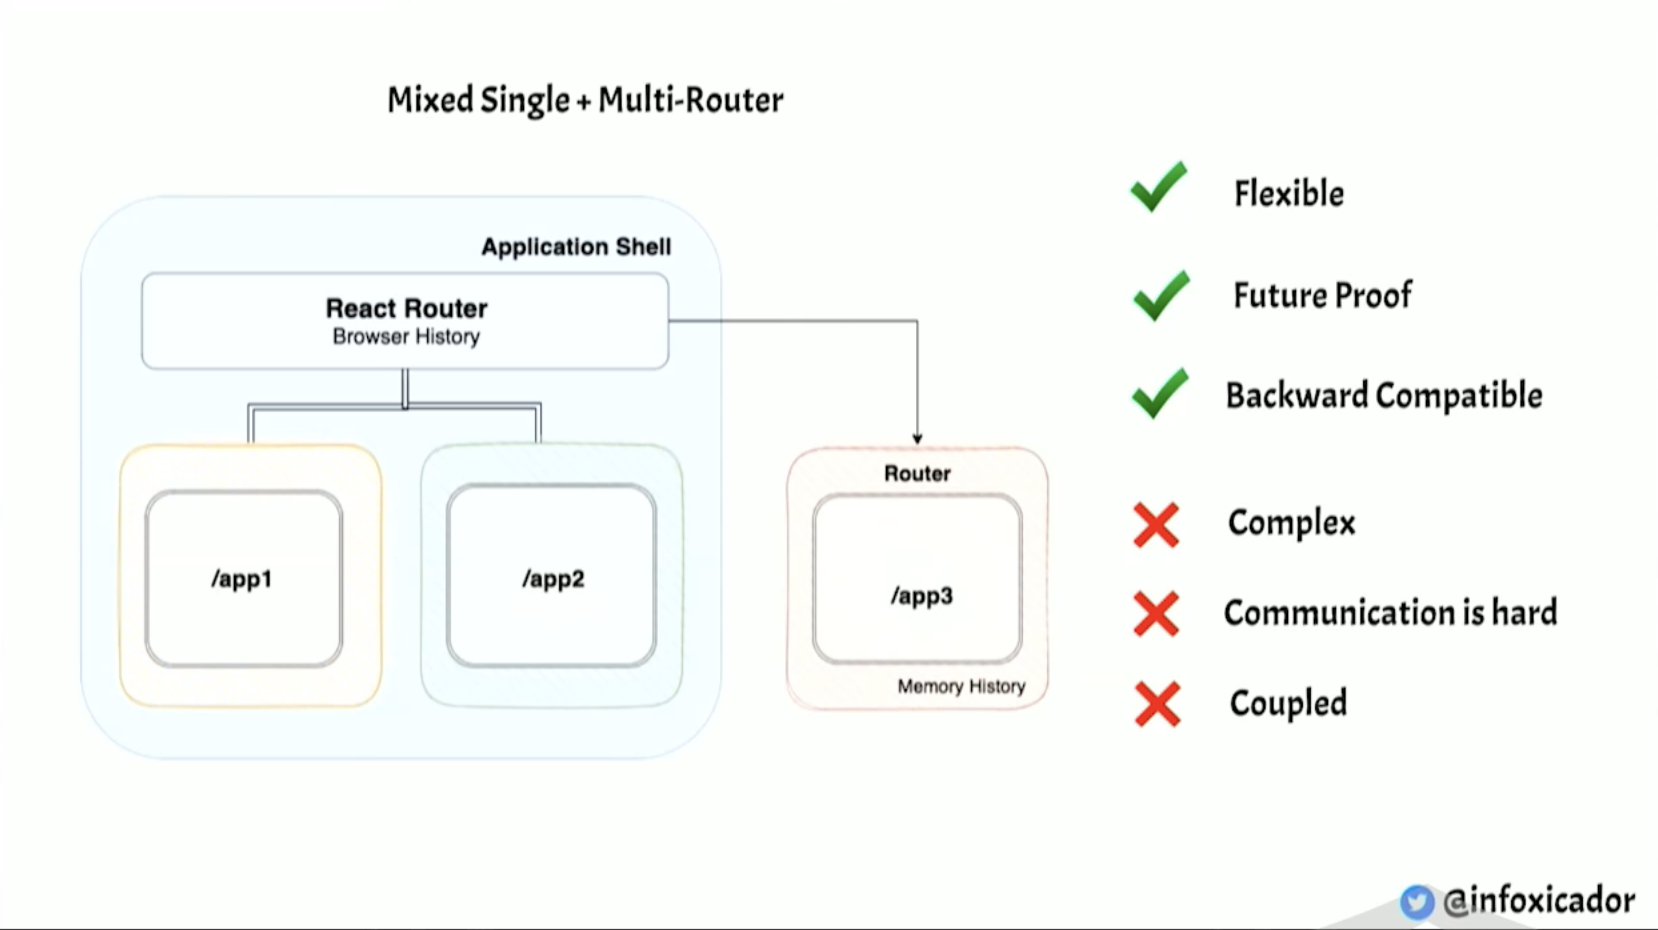 Mixed Single + Multi-Router
Application Shell
React Router
Browser History
/app1
/app2
Router
/app3
Memory History
Flexible
Future Proof
Backward Compatible
Complex
Communication is hard
Coupled
@infoxicador